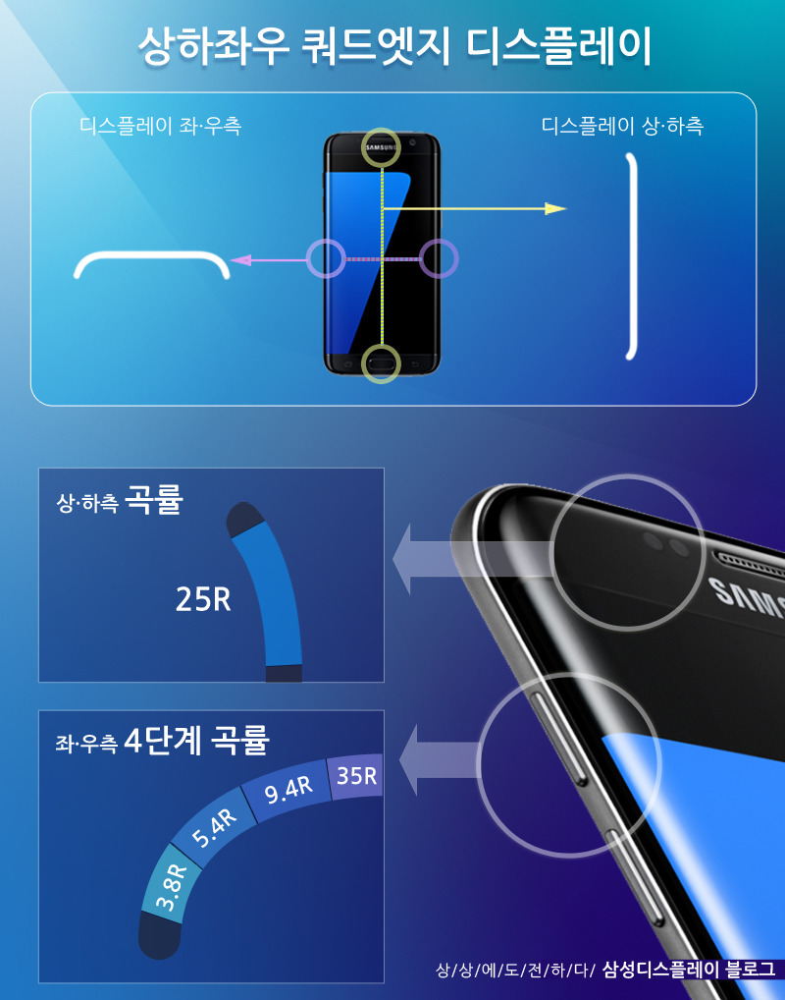 상하좌우 쿼드엣지 디스플레이
디스플레이 좌·우측
디스플레이 상·하측
SAMSUNG
상·하측 곡률
25R
SAMS
좌·우측 4단계 곡률
35R
9.4R
5.4R
3.8R
상/상/에/도/전/하/다/ 삼성디스플레이 블로그